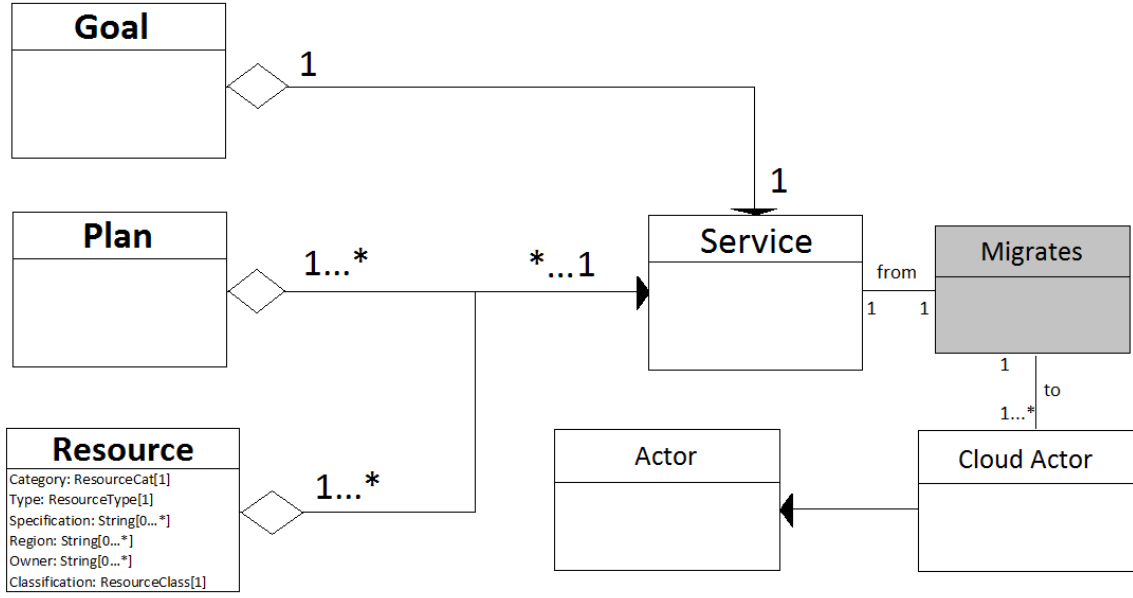 Goal
1
1
Plan
1...*
*...1
Service
from
1
1
Migrates
1
to
1...*
Resource
Category: ResourceCat[1]
Type: ResourceType[1]
Specification: String[0...*]
Region: String[0...*]
Owner: String[0...*]
Classification: ResourceClass[1]
1...*
Actor
Cloud Actor